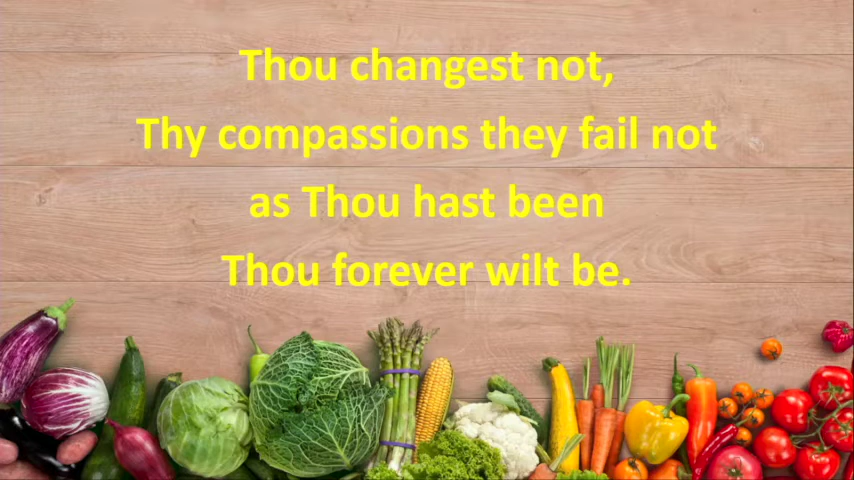 Thou changest not,
Thy compassions they fail not
as Thou hast been
Thou forever wilt be.